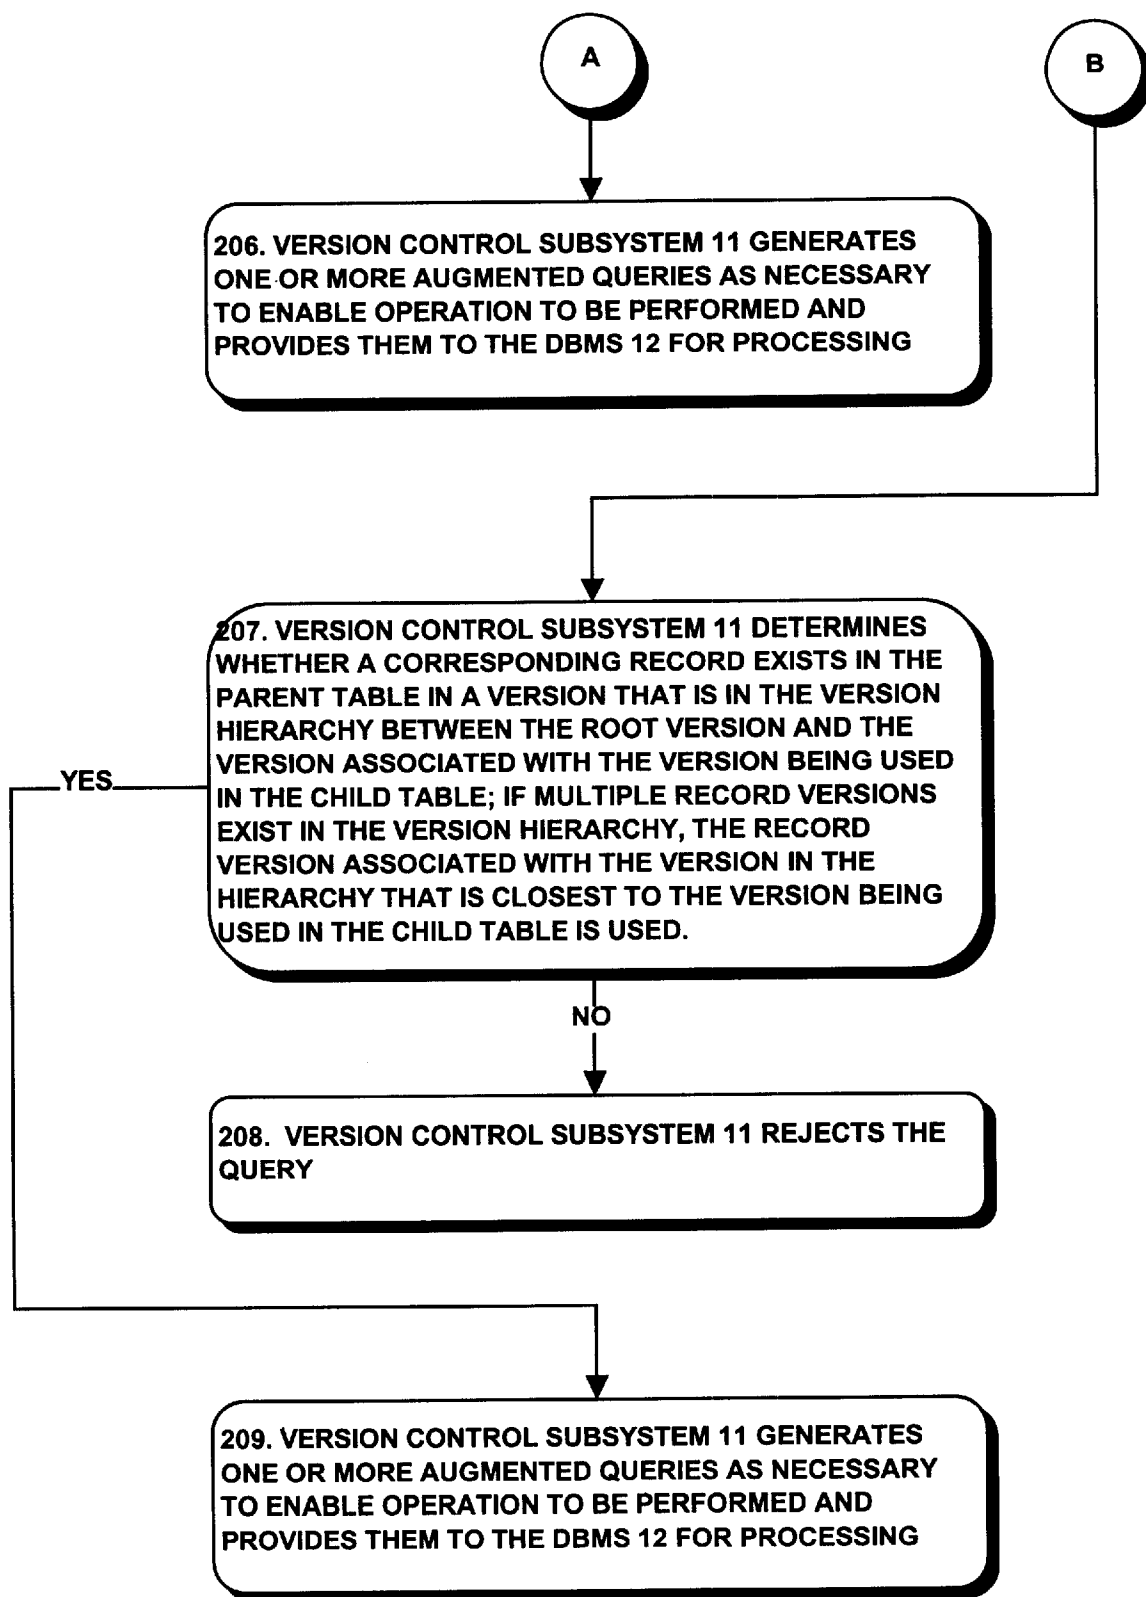 A
B
206. VERSION CONTROL SUBSYSTEM 11 GENERATES
ONE OR MORE AUGMENTED QUERIES AS NECESSARY
TO ENABLE OPERATION TO BE PERFORMED AND
PROVIDES THEM TO THE DBMS 12 FOR PROCESSING
207. VERSION CONTROL SUBSYSTEM 11 DETERMINES
WHETHER A CORRESPONDING RECORD EXISTS IN THE
PARENT TABLE IN A VERSION THAT IS IN THE VERSION
HIERARCHY BETWEEN THE ROOT VERSION AND THE
VERSION ASSOCIATED WITH THE VERSION BEING USED
IN THE CHILD TABLE; IF MULTIPLE RECORD VERSIONS
EXIST IN THE VERSION HIERARCHY, THE RECORD
VERSION ASSOCIATED WITH THE VERSION IN THE
HIERARCHY THAT IS CLOSEST TO THE VERSION BEING
USED IN THE CHILD TABLE IS USED.
YES
NO
208. VERSION CONTROL SUBSYSTEM 11 REJECTS THE
QUERY
209. VERSION CONTROL SUBSYSTEM 11 GENERATES
ONE OR MORE AUGMENTED QUERIES AS NECESSARY
TO ENABLE OPERATION TO BE PERFORMED AND
PROVIDES THEM TO THE DBMS 12 FOR PROCESSING